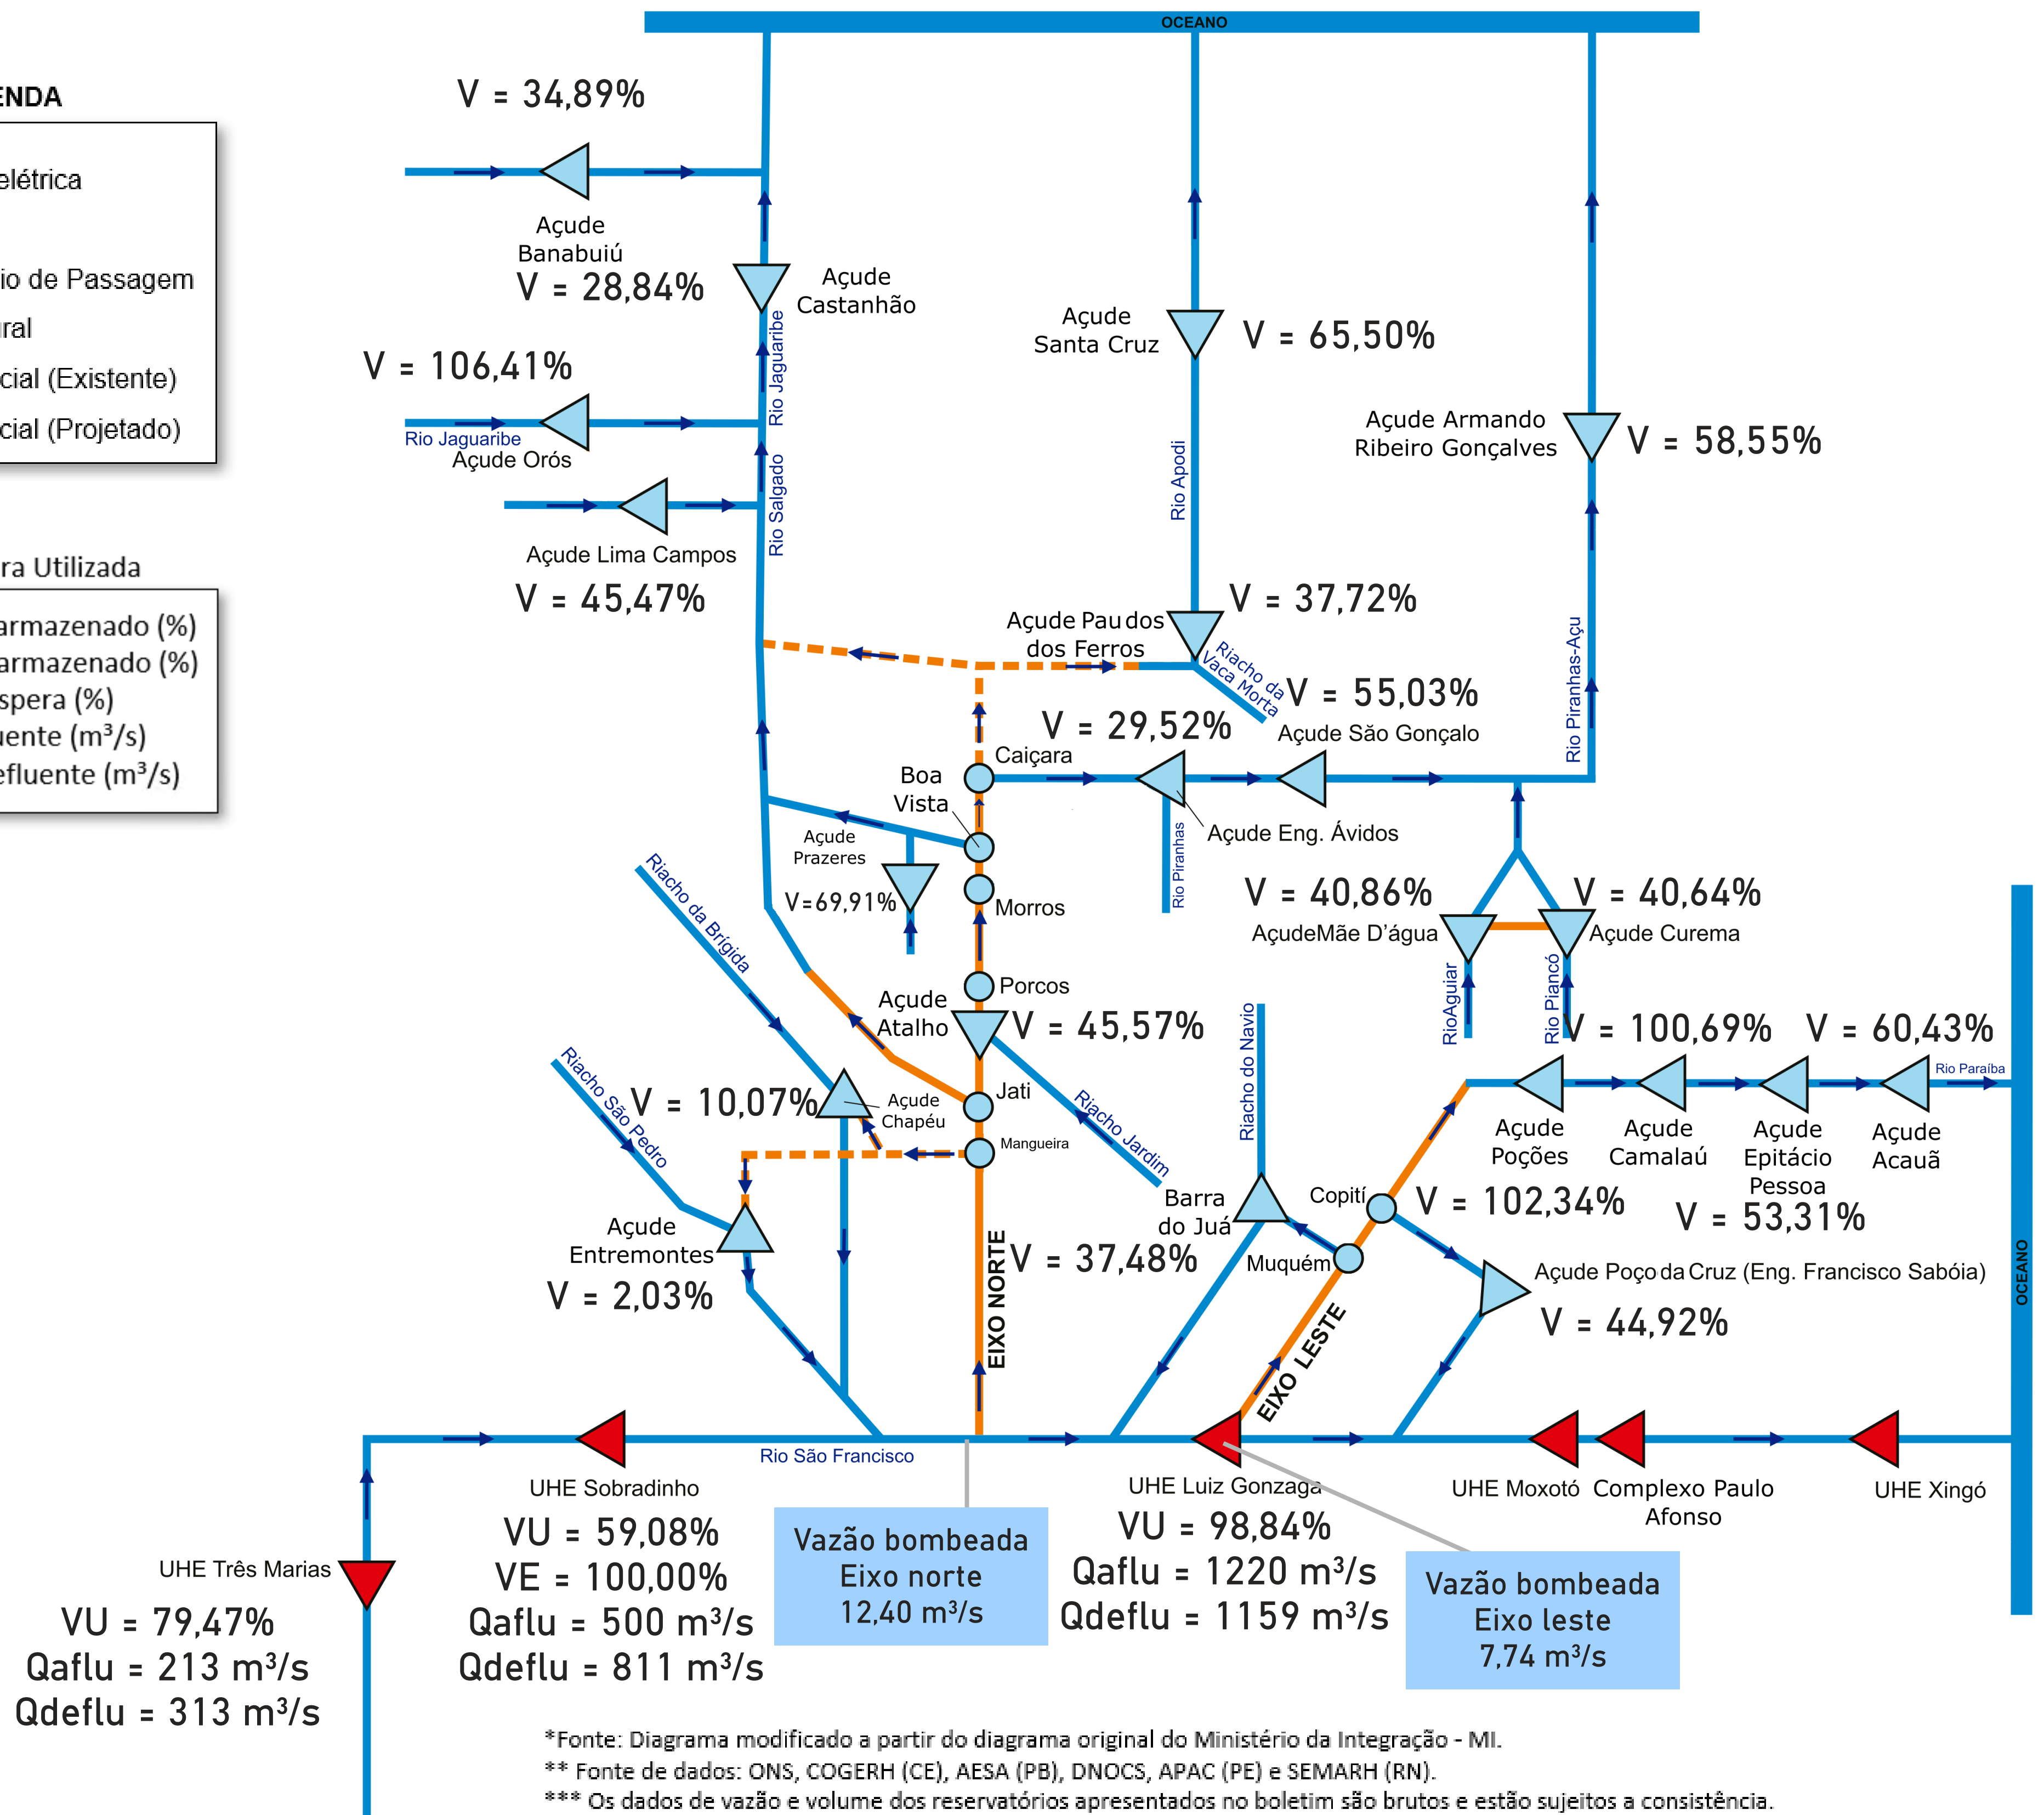 OCEANO
ENDA
elétrica
io de Passagem
ural
cial (Existente)
cial (Projetado)
ra Utilizada
armazenado (%)
armazenado (%)
spera (%)
uente (m³/s)
efluente (m³/s)
V = 34,89%
Açude
Banabuiú
V = 28,84%
Açude
Castanhão
Rio Jaguaribe
V = 106,41%
Rio Jaguaribe
Açude Orós
Rio Salgado
Açude Lima Campos
V = 45,47%
Açude
Santa Cruz
V = 65,50%
Rio Apodi
Açude Armando
Ribeiro Gonçalves
V = 58,55%
V = 37,72%
Açude Pau dos
dos Ferros
Riacho da
Vaca Morta
Rio Piranhas-Açu
V = 55,03%
Açude São Gonçalo
V = 29,52%
Caiçara
Boa
Vista
Açude Eng. Ávidos
Rio Piranhas
Açude
Prazeres
V=69,91%
Morros
Riacho da Brígida
V = 40,86%
AçudeMãe D'água
V = 40,64%
Açude Curema
RioAguiar
Rio Piancó
Porcos
Açude
Atalho
V = 45,57%
Riacho do Navio
V = 100,69%
V = 60,43%
Rio Paraíba
Riacho São Pedro
V = 10,07%
Açude
Chapéu
Jati
Mangueira
Riacho Jardim
Açude
Poções
Açude
Camalaú
Açude
Epitácio
Pessoa
Açude
Acauã
Barra
do Juá
Copití
V = 102,34%
V = 53,31%
Açude
Entremontes
V = 2,03%
EIXO NORTE
V = 37,48%
Muquém
Açude Poço da Cruz (Eng. Francisco Sabóia)
V = 44,92%
OCEANO
EIXO LESTE
Rio São Francisco
UHE Sobradinho
VU = 59,08%
VE = 100,00%
Qaflu = 500 m³/s
Qdeflu = 811 m³/s
Vazão bombeada
Eixo norte
12,40 m³/s
UHE Luiz Gonzaga
VU = 98,84%
Qaflu = 1220 m³/s
Qdeflu = 1159 m³/s
Vazão bombeada
Eixo leste
7,74 m³/s
UHE Moxotó
Complexo Paulo
Afonso
UHE Xingó
UHE Três Marias
VU = 79,47%
Qaflu = 213 m³/s
Qdeflu = 313 m³/s
*Fonte: Diagrama modificado a partir do diagrama original do Ministério da Integração - MI.
** Fonte de dados: ONS, COGERH (CE), AESA (PB), DNOCS, APAC (PE) e SEMARH (RN).
*** Os dados de vazão e volume dos reservatórios apresentados no boletim são brutos e estão sujeitos a consistência.